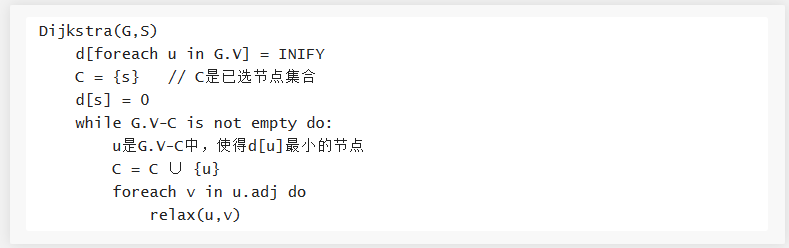 Dijkstra(G,S)
    d[foreach u in G.V] = INIFY
    C = {s}   // C是已选节点集合
    d[s] = 0
    while G.V-C is not empty do:
        u是G.V-C中，使得d[u]最小的节点
        C = C ∪ {u}
        foreach v in u.adj do
            relax(u,v)